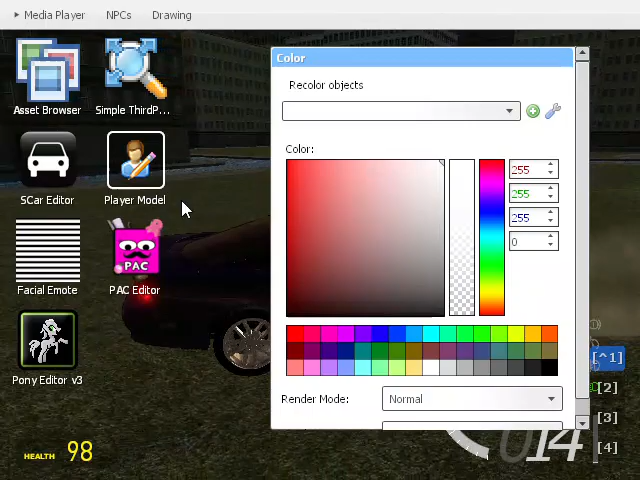 Media Player NPCs Drawing
Color
Recolor objects
Asset Browser Simple ThirdP...
Color:
255
255
255
0
SCar Editor Player Model
PAC
Facial Emote PAC Editor
Pony Editor v3
Render Mode: Normal
[^1]
[2]
[3]
[4]
HEALTH 98
014